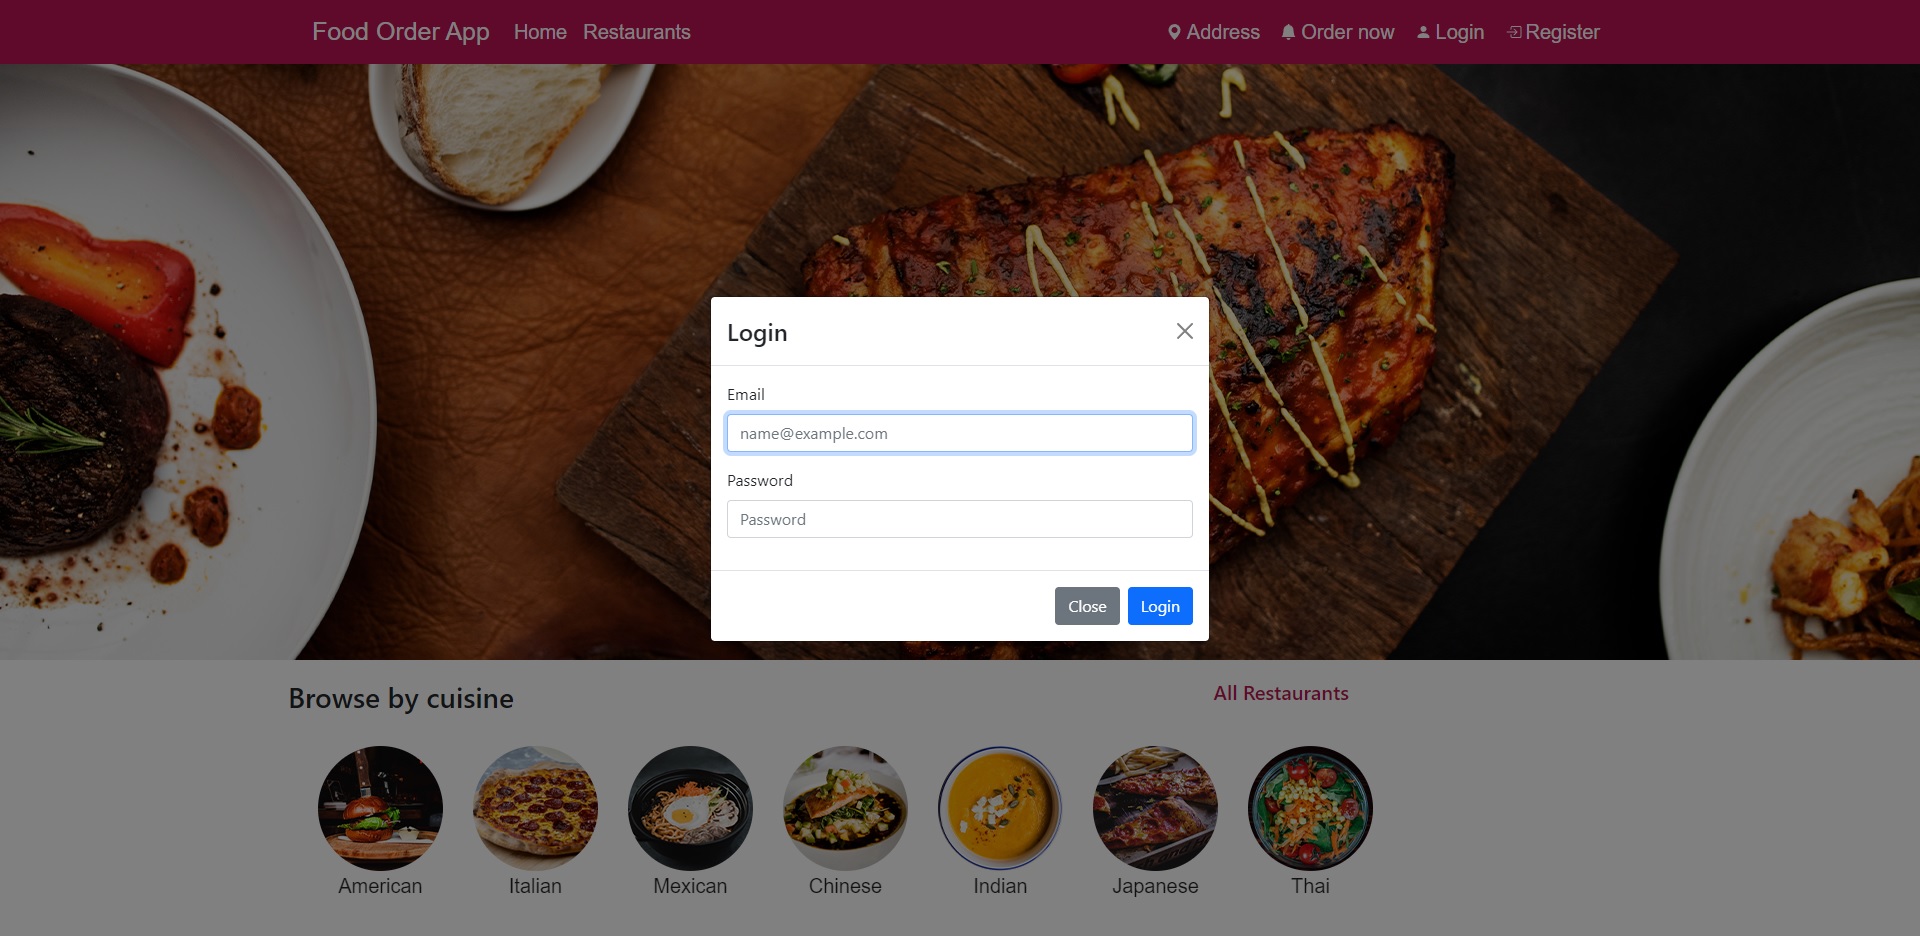 Food Order App Home Restaurants Address Order now Login Register
Login
Email
name@example.com
Password
Password
Close Login
Browse by cuisine All Restaurants
American Italian Mexican Chinese Indian Japanese Thai